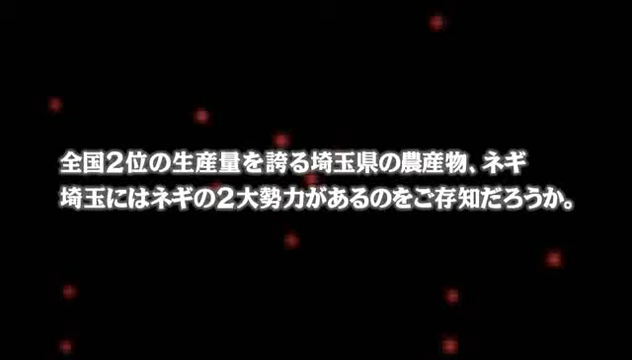 全国2位の生産量を誇る埼玉県の農産物、ネギ
埼玉にはネギの2大勢力があるのをご存知だろうか。